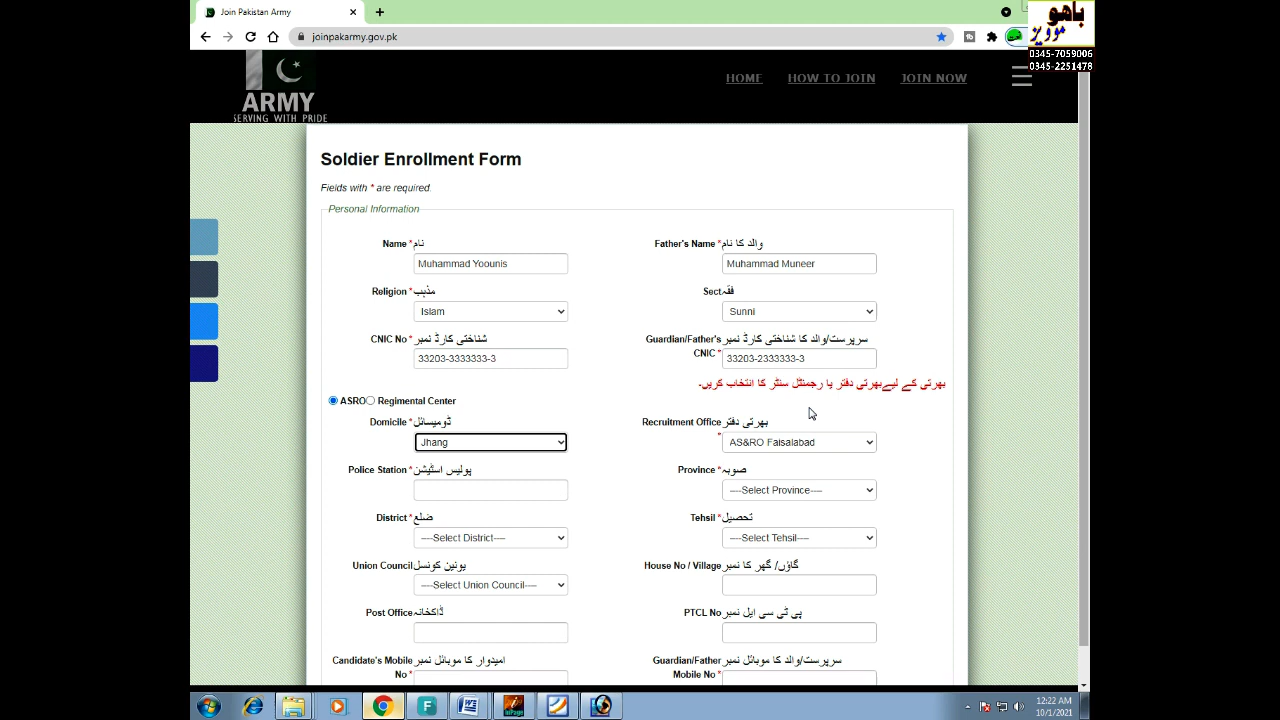 Join Pakistan Army
باهو
موویز
0345-7059006
0345-2251478
joinpakarmy.gov.pk
ARMY
SERVING WITH PRIDE
HOME HOW TO JOIN JOIN NOW
Soldier Enrollment Form
Fields with * are required.
Personal Information
Name * نام Father's Name * والد کا نام
Muhammad Yoounis Muhammad Muneer
Religion * مذہب Sect فقہ
Islam Sunni
CNIC No * شناختی کارڈ نمبر Guardian/Father's CNIC * سرپرست/والد کا شناختی کارڈ نمبر
33203-3333333-3 33203-2333333-3
بھرتی کے لیےبھرتی دفتر یا رجمنٹل سنٹر کا انتخاب کریں۔
ASRO Regimental Center
Domicile * ڈومیسائل Recruitment Office * بھرتی دفتر
Jhang AS&RO Faisalabad
Police Station * پولیس اسٹیشن Province * صوبہ
----Select Province----
District * ضلع Tehsil * تحصیل
----Select District---- ----Select Tehsil----
Union Council یونین کونسل House No / Village گاؤں/ گھر کا نمبر
----Select Union Council----
Post Office ڈاکخانہ PTCL No پی ٹی سی ایل نمبر
Candidate's Mobile No * امیدوار کا موبائل نمبر Guardian/Father Mobile No * سرپرست/والد کا موبائل نمبر
12:22 AM
10/1/2021